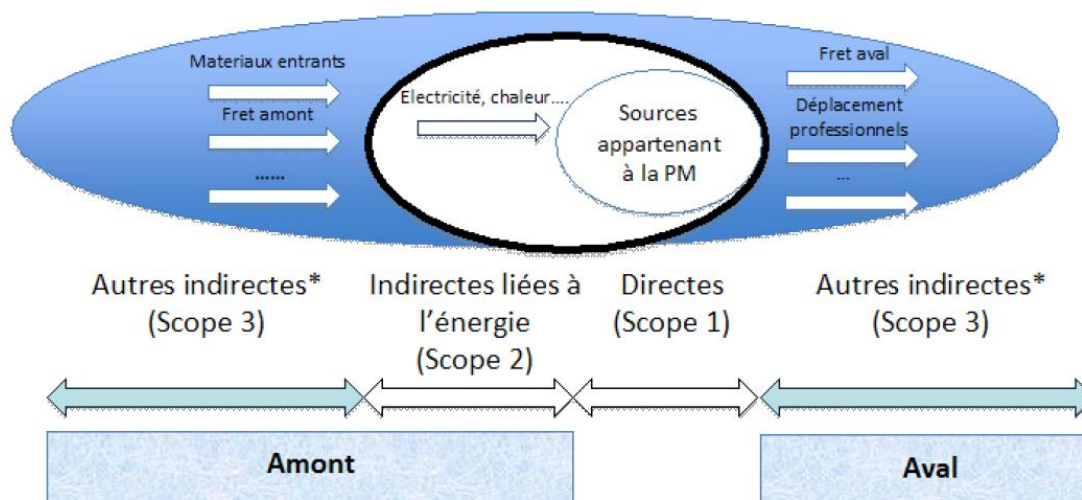 Materiaux entrants
Fret amont
......
Electricité, chaleur....
Sources
appartenant
à la PM
Fret aval
Déplacement
professionnels
...
Autres indirectes*
(Scope 3)
Indirectes liées à
l'énergie
(Scope 2)
Directes
(Scope 1)
Autres indirectes*
(Scope 3)
Amont
Aval